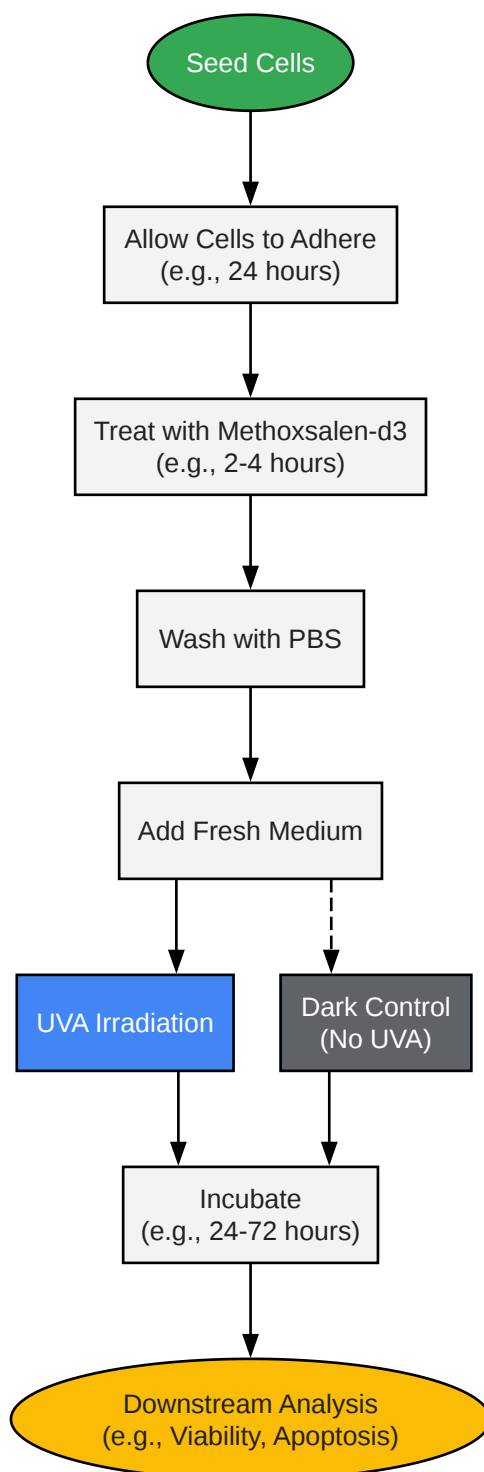 Seed Cells
Allow Cells to Adhere
(e.g., 24 hours)
Treat with Methoxsalen-d3
(e.g., 2-4 hours)
Wash with PBS
Add Fresh Medium
UVA Irradiation
Dark Control
(No UVA)
Incubate
(e.g., 24-72 hours)
Downstream Analysis
(e.g., Viability, Apoptosis)